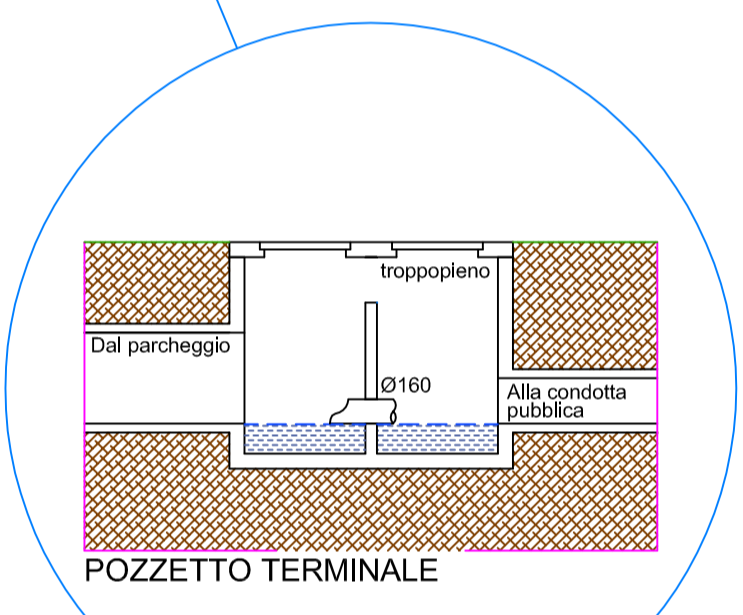 troppopieno
Dal parcheggio
Ø160
Alla condotta
pubblica
POZZETTO TERMINALE